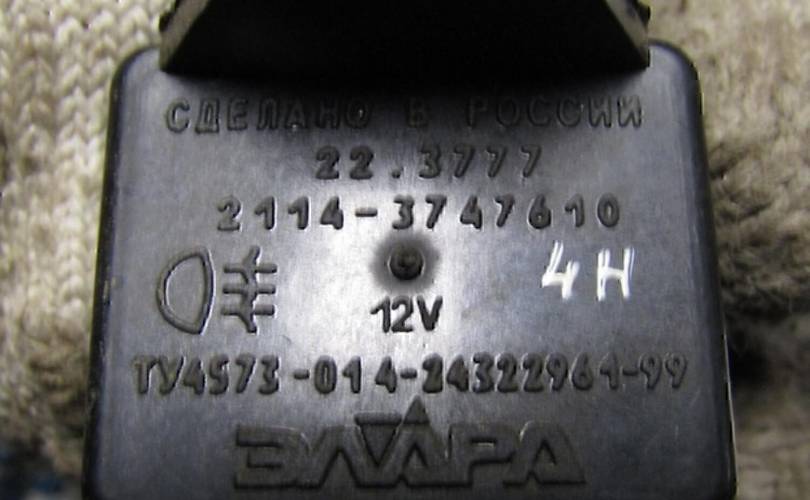 СДЕЛАНО В РОССИИ
22.3777
2114-3747610
4Н
12V
ТУ4573-014-24322961-99
ЭЛАРА